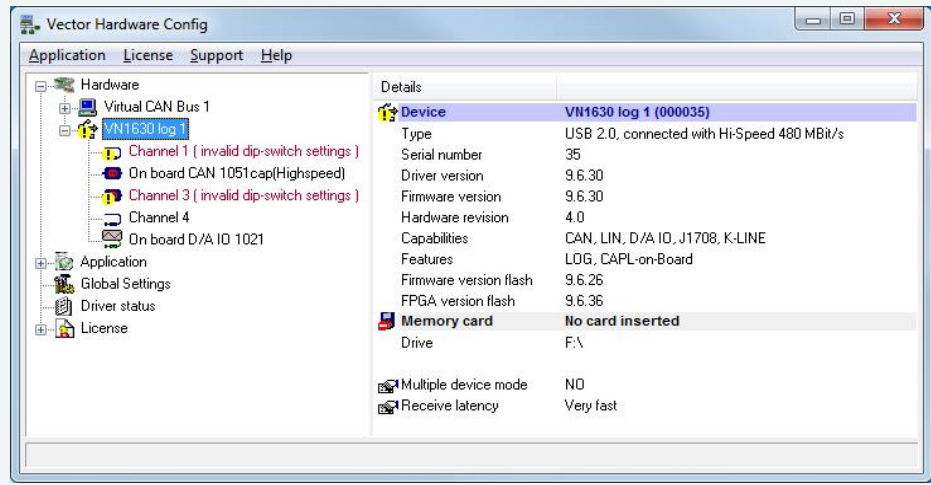 Vector Hardware Config
Application License Support Help
Hardware
Virtual CAN Bus 1
VN1630 log 1
Channel 1 ( invalid dip-switch settings )
On board CAN 1051cap(Highspeed)
Channel 3 ( invalid dip-switch settings )
Channel 4
On board D/A IO 1021
Application
Global Settings
Driver status
License
Details
Device VN1630 log 1 (000035)
Type USB 2.0, connected with Hi-Speed 480 MBit/s
Serial number 35
Driver version 9.6.30
Firmware version 9.6.30
Hardware revision 4.0
Capabilities CAN, LIN, D/A IO, J1708, K-LINE
Features LOG, CAPL-on-Board
Firmware version flash 9.6.26
FPGA version flash 9.6.36
Memory card No card inserted
Drive F:\
Multiple device mode NO
Receive latency Very fast